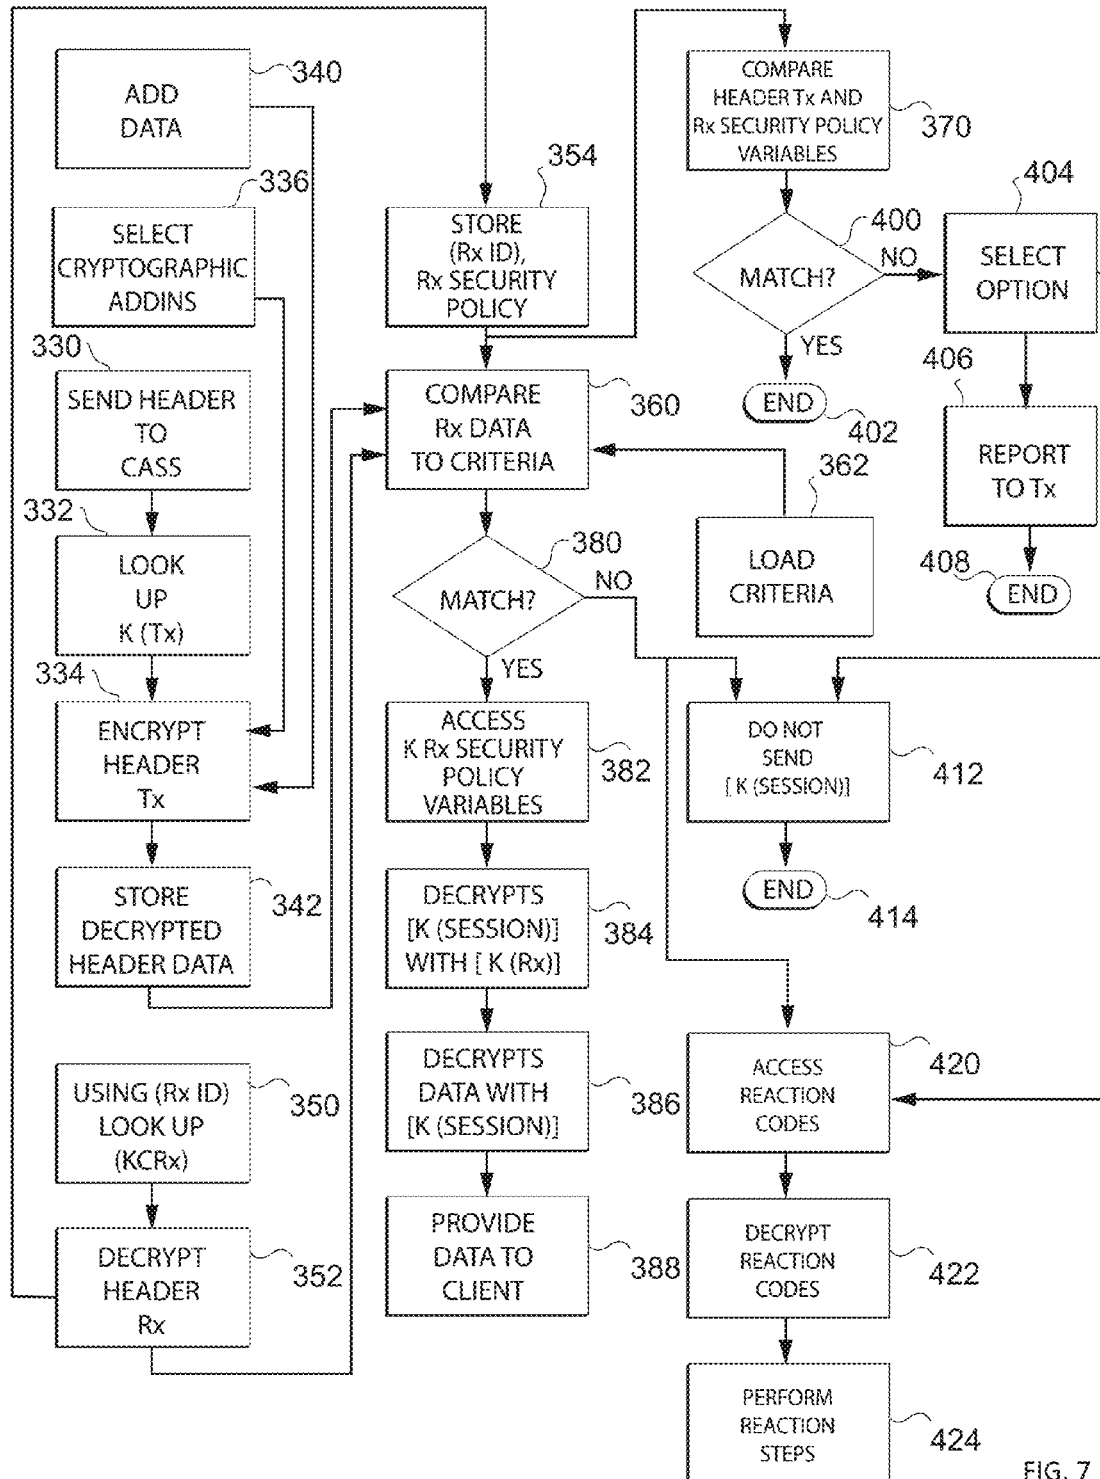 340
ADD
DATA
336
SELECT
CRYPTOGRAPHIC
ADDINS
330
SEND HEADER
TO
CASS
332
LOOK
UP
K (Tx)
334
ENCRYPT
HEADER
Tx
STORE
DECRYPTED
HEADER DATA
342
USING (Rx ID)
LOOK UP
(KCRx)
350
DECRYPT
HEADER
Rx
352
354
STORE
(Rx ID),
Rx SECURITY
POLICY
COMPARE
Rx DATA
TO CRITERIA
360
380
MATCH?
NO
YES
ACCESS
K Rx SECURITY
POLICY
VARIABLES
382
DECRYPTS
[K (SESSION)]
WITH [ K (Rx)]
384
DECRYPTS
DATA WITH
[K (SESSION)]
386
PROVIDE
DATA TO
CLIENT
388
COMPARE
HEADER Tx AND
Rx SECURITY POLICY
VARIABLES
370
400
MATCH?
NO
YES
END
402
404
SELECT
OPTION
406
REPORT
TO Tx
408
END
362
LOAD
CRITERIA
DO NOT
SEND
[ K (SESSION)]
412
END
414
ACCESS
REACTION
CODES
420
DECRYPT
REACTION
CODES
422
PERFORM
REACTION
STEPS
424
FIG. 7